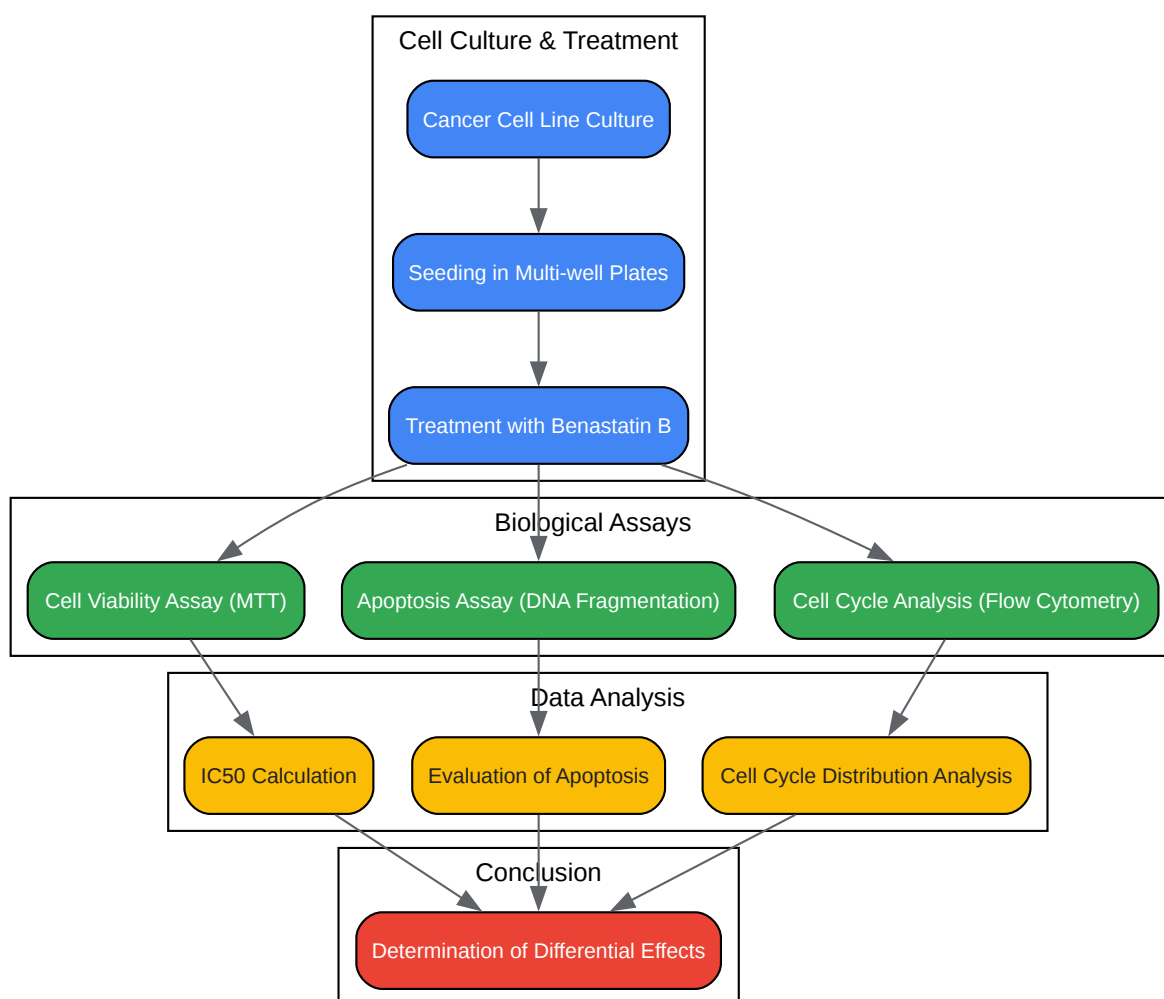 Cell Culture & Treatment
Cancer Cell Line Culture
Seeding in Multi-well Plates
Treatment with Benastatin B
Biological Assays
Cell Viability Assay (MTT)
Apoptosis Assay (DNA Fragmentation)
Cell Cycle Analysis (Flow Cytometry)
Data Analysis
IC50 Calculation
Evaluation of Apoptosis
Cell Cycle Distribution Analysis
Conclusion
Determination of Differential Effects